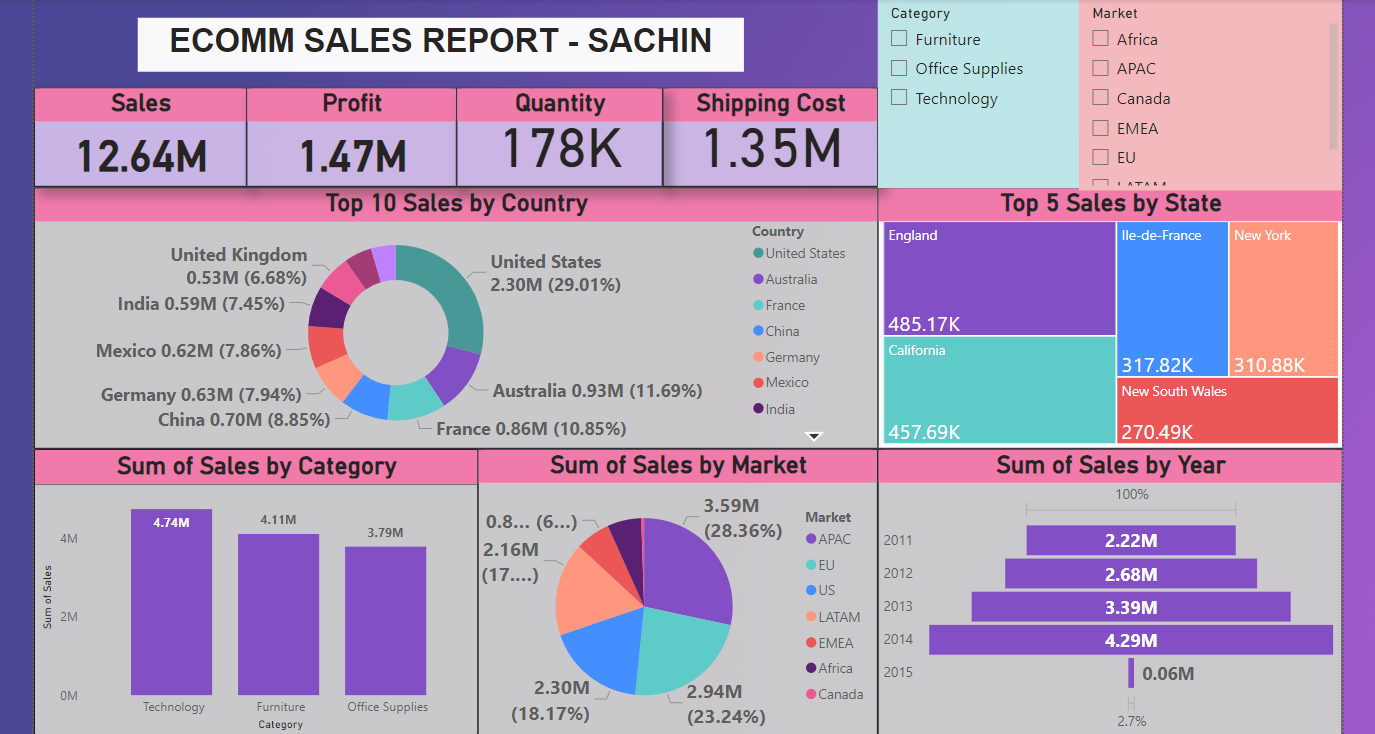 ECOMM SALES REPORT - SACHIN
Category
Furniture
Office Supplies
Technology
Market
Africa
APAC
Canada
EMEA
EU
LATAM
Sales
12.64M
Profit
1.47M
Quantity
178K
Shipping Cost
1.35M
Top 10 Sales by Country
United States
2.30M (29.01%)
Australia 0.93M (11.69%)
France 0.86M (10.85%)
China 0.70M (8.85%)
Germany 0.63M (7.94%)
Mexico 0.62M (7.86%)
India 0.59M (7.45%)
United Kingdom
0.53M (6.68%)
Country
United States
Australia
France
China
Germany
Mexico
India
Top 5 Sales by State
England
485.17K
California
457.69K
Ile-de-France
317.82K
New York
310.88K
New South Wales
270.49K
Sum of Sales by Category
Sum of Sales
4M
2M
0M
4.74M
4.11M
3.79M
Technology
Furniture
Office Supplies
Category
Sum of Sales by Market
3.59M
(28.36%)
2.94M
(23.24%)
2.30M
(18.17%)
2.16M
(17....)
0.8... (6...)
Market
APAC
EU
US
LATAM
EMEA
Africa
Canada
Sum of Sales by Year
100%
2011
2.22M
2012
2.68M
2013
3.39M
2014
4.29M
2015
0.06M
2.7%